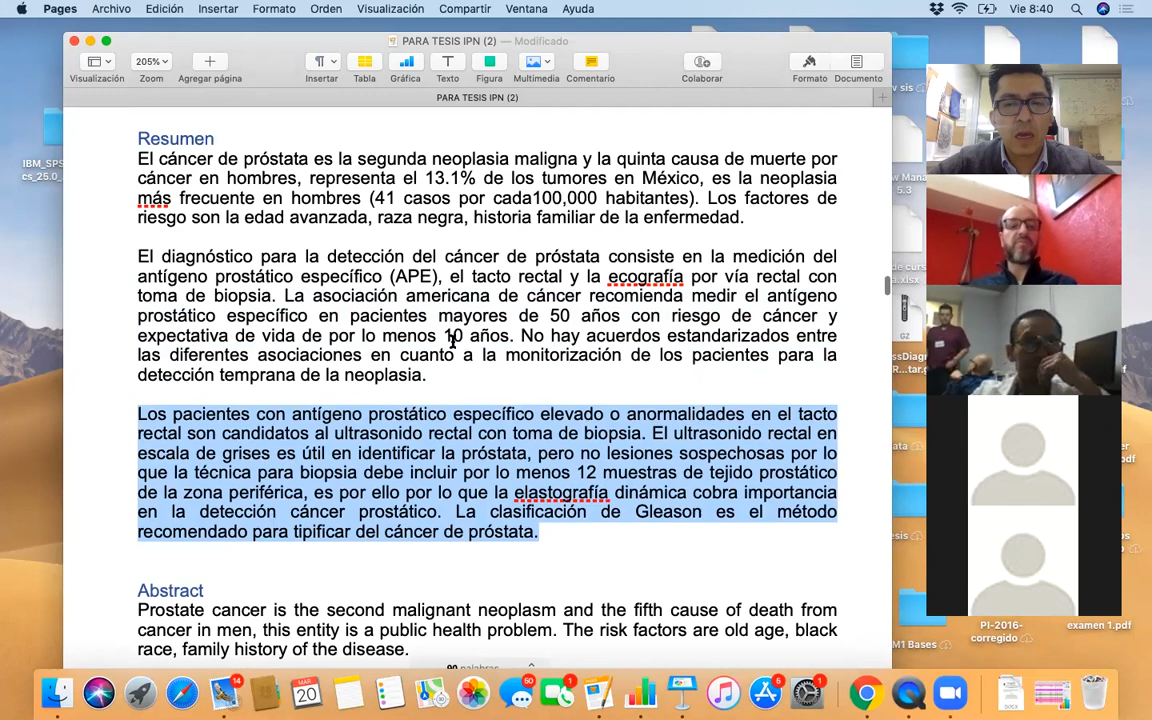 Pages Archivo Edición Insertar Formato Orden Visualización Compartir Ventana Ayuda
Vie 8:40
PARA TESIS IPN (2) — Modificado
205%
Visualización Zoom Agregar página Insertar Tabla Gráfica Texto Figura Multimedia Comentario Colaborar Formato Documento
PARA TESIS IPN (2)
Resumen
El cáncer de próstata es la segunda neoplasia maligna y la quinta causa de muerte por
cáncer en hombres, representa el 13.1% de los tumores en México, es la neoplasia
más frecuente en hombres (41 casos por cada100,000 habitantes). Los factores de
riesgo son la edad avanzada, raza negra, historia familiar de la enfermedad.
El diagnóstico para la detección del cáncer de próstata consiste en la medición del
antígeno prostático específico (APE), el tacto rectal y la ecografía por vía rectal con
toma de biopsia. La asociación americana de cáncer recomienda medir el antígeno
prostático específico en pacientes mayores de 50 años con riesgo de cáncer y
expectativa de vida de por lo menos 10 años. No hay acuerdos estandarizados entre
las diferentes asociaciones en cuanto a la monitorización de los pacientes para la
detección temprana de la neoplasia.
Los pacientes con antígeno prostático específico elevado o anormalidades en el tacto
rectal son candidatos al ultrasonido rectal con toma de biopsia. El ultrasonido rectal en
escala de grises es útil en identificar la próstata, pero no lesiones sospechosas por lo
que la técnica para biopsia debe incluir por lo menos 12 muestras de tejido prostático
de la zona periférica, es por ello por lo que la elastografía dinámica cobra importancia
en la detección cáncer prostático. La clasificación de Gleason es el método
recomendado para tipificar del cáncer de próstata.
Abstract
Prostate cancer is the second malignant neoplasm and the fifth cause of death from
cancer in men, this entity is a public health problem. The risk factors are old age, black
race, family history of the disease.
90 palabras
IBM_SPS
cs_25.0_
5.3
PI-2016-
corregido
examen 1.pdf
M1 Bases
14
MAR
20
50
1
5
1